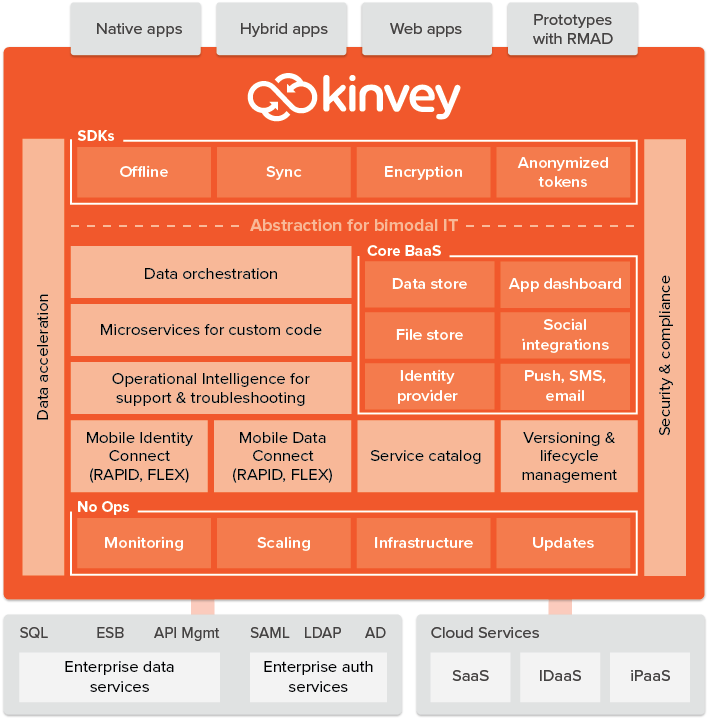 Native apps
Hybrid apps
Web apps
Prototypes
with RMAD
kinvey
SDKs
Offline
Sync
Encryption
Anonymized
tokens
Abstraction for bimodal IT
Data acceleration
Security & compliance
Data orchestration
Microservices for custom code
Operational Intelligence for
support & troubleshooting
Core BaaS
Data store
App dashboard
File store
Social
integrations
Identity
provider
Push, SMS,
email
Mobile Identity
Connect
(RAPID, FLEX)
Mobile Data
Connect
(RAPID, FLEX)
Service catalog
Versioning &
lifecycle
management
No Ops
Monitoring
Scaling
Infrastructure
Updates
SQL
ESB
API Mgmt
Enterprise data
services
SAML
LDAP
AD
Enterprise auth
services
Cloud Services
SaaS
IDaaS
iPaaS